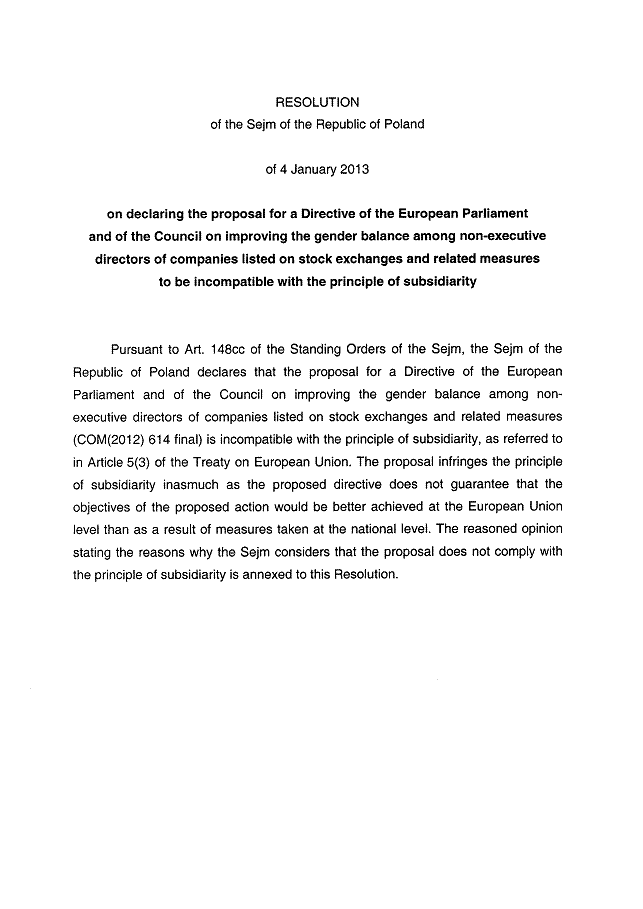 RESOLUTION
of the Sejm of the Republic of Poland
of 4 January 2013
on declaring the proposal for a Directive of the European Parliament
and of the Council on improving the gender balance among non-executive
directors of companies listed on stock exchanges and related measures
to be incompatible with the principle of subsidiarity
Pursuant to Art. 148cc of the Standing Orders of the Sejm, the Sejm of the
Republic of Poland declares that the proposal for a Directive of the European
Parliament and of the Council on improving the gender balance among non-
executive directors of companies listed on stock exchanges and related measures
(COM(2012) 614 final) is incompatible with the principle of subsidiarity, as referred to
in Article 5(3) of the Treaty on European Union. The proposal infringes the principle
of subsidiarity inasmuch as the proposed directive does not guarantee that the
objectives of the proposed action would be better achieved at the European Union
level than as a result of measures taken at the national level. The reasoned opinion
stating the reasons why the Sejm considers that the proposal does not comply with
the principle of subsidiarity is annexed to this Resolution.